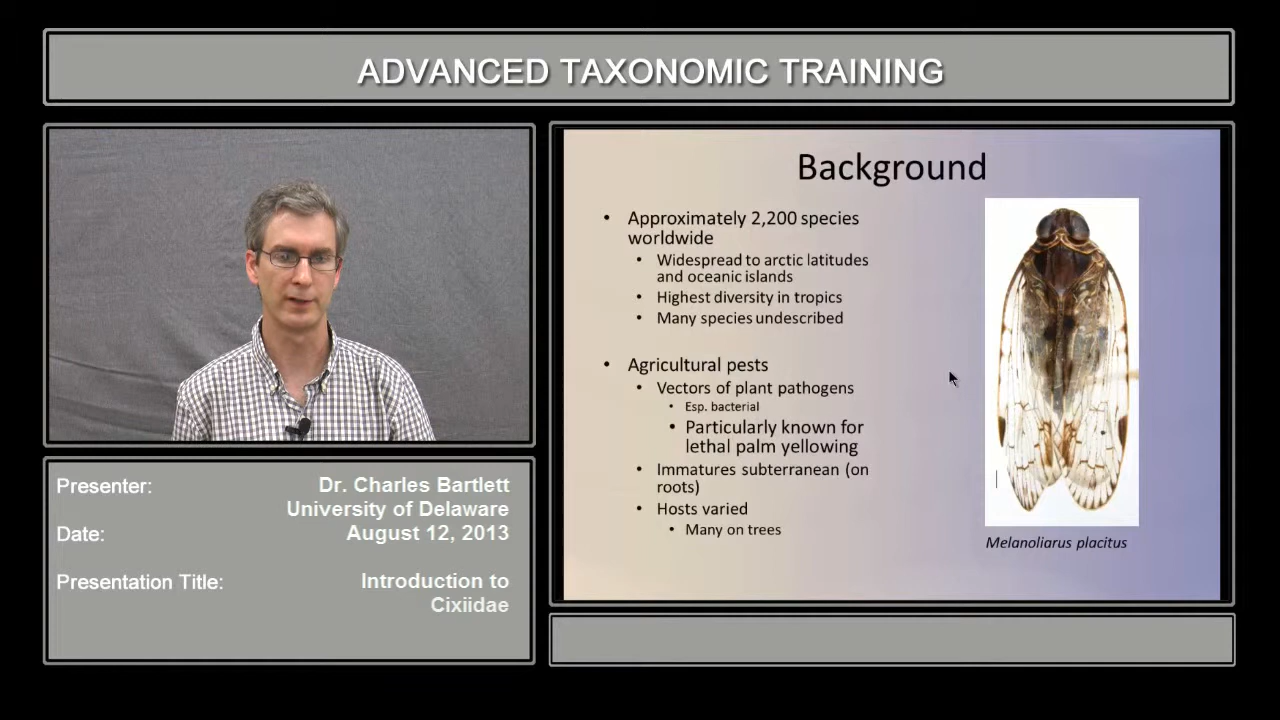 ADVANCED TAXONOMIC TRAINING
Presenter: Dr. Charles Bartlett
University of Delaware
Date: August 12, 2013
Presentation Title: Introduction to
Cixiidae
Background
• Approximately 2,200 species
worldwide
• Widespread to arctic latitudes
and oceanic islands
• Highest diversity in tropics
• Many species undescribed
• Agricultural pests
• Vectors of plant pathogens
• Esp. bacterial
• Particularly known for
lethal palm yellowing
• Immatures subterranean (on
roots)
• Hosts varied
• Many on trees
Melanoliarus placitus